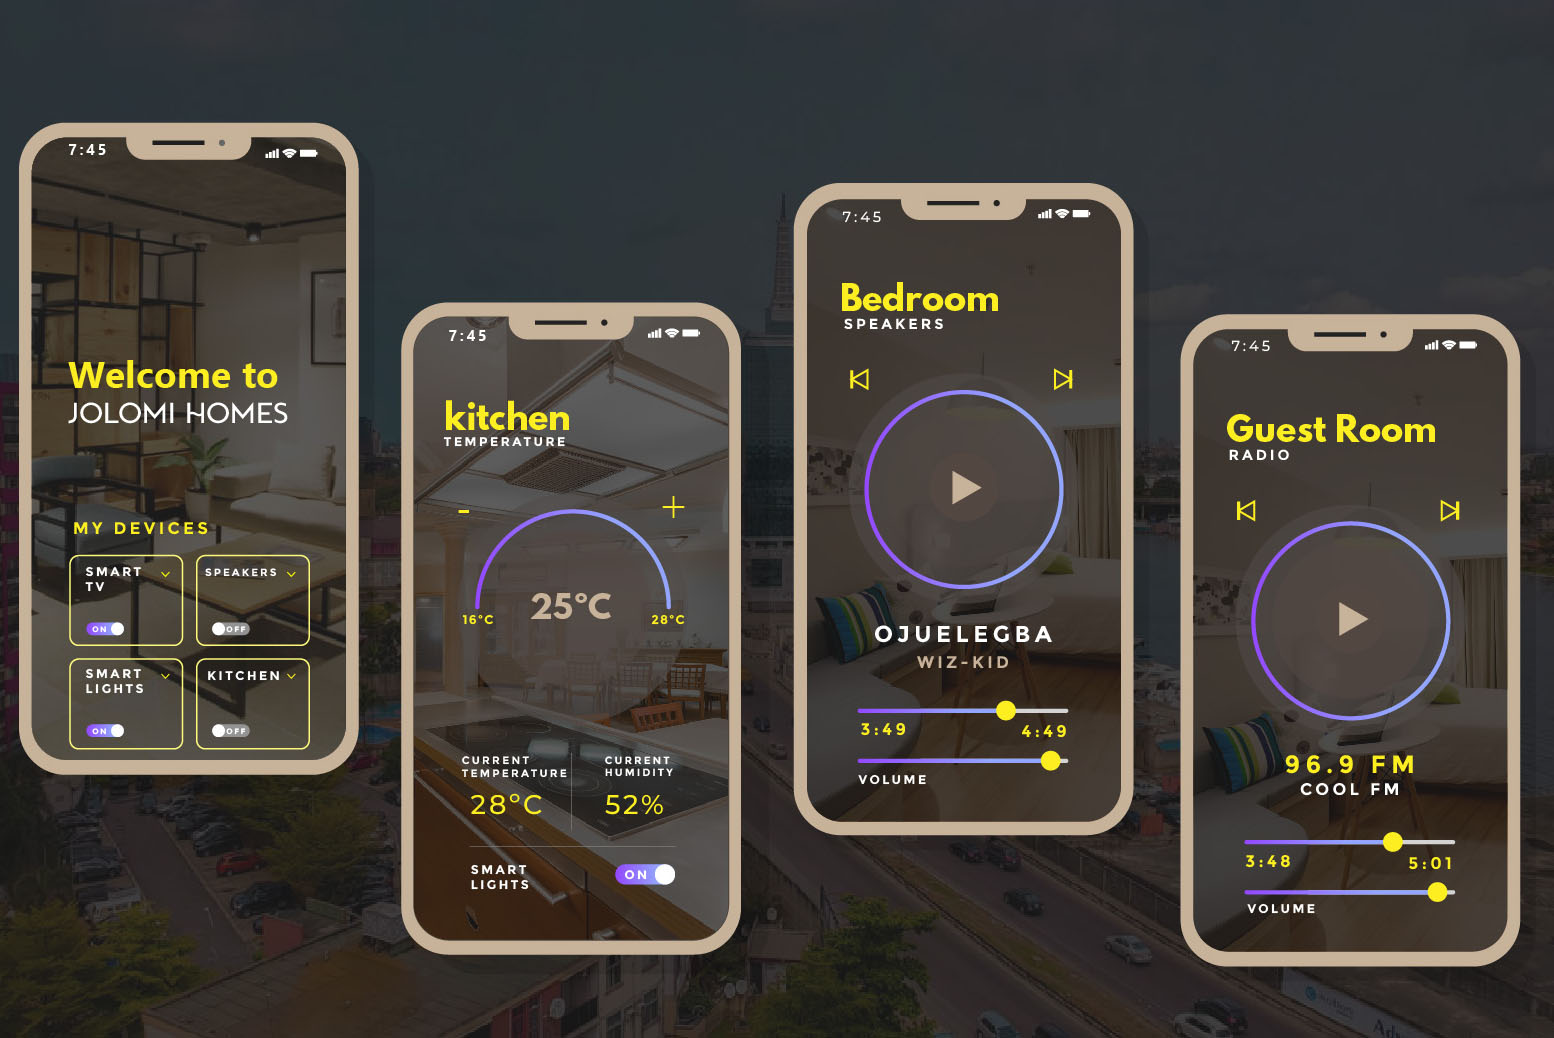 7:45
Welcome to
JOLOMI HOMES
MY DEVICES
SMART
TV
ON
SPEAKERS
OFF
SMART
LIGHTS
ON
KITCHEN
OFF
7:45
kitchen
TEMPERATURE
-
+
16°C
25°C
28°C
CURRENT
TEMPERATURE
28°C
CURRENT
HUMIDITY
52%
SMART
LIGHTS
ON
7:45
Bedroom
SPEAKERS
OJUELEGBA
WIZ-KID
3:49
4:49
VOLUME
7:45
Guest Room
RADIO
96.9 FM
COOL FM
3:48
5:01
VOLUME